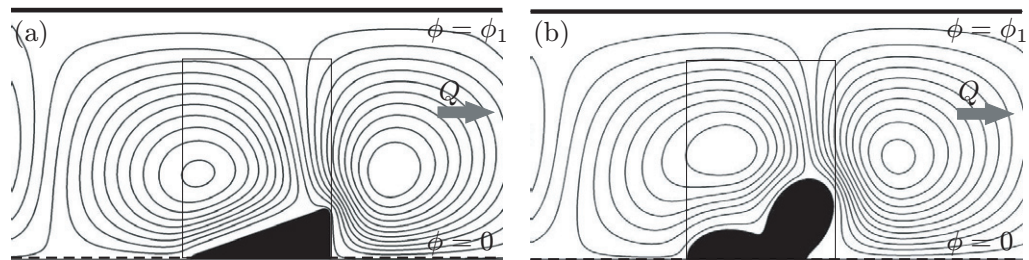 (a)
ϕ = ϕ₁
Q
ϕ = 0
(b)
ϕ = ϕ₁
Q
ϕ = 0